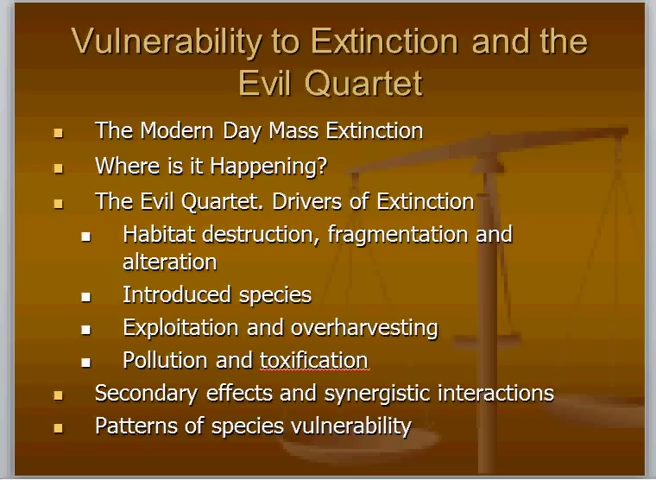 Vulnerability to Extinction and the
Evil Quartet
The Modern Day Mass Extinction
Where is it Happening?
The Evil Quartet. Drivers of Extinction
Habitat destruction, fragmentation and
alteration
Introduced species
Exploitation and overharvesting
Pollution and toxification
Secondary effects and synergistic interactions
Patterns of species vulnerability